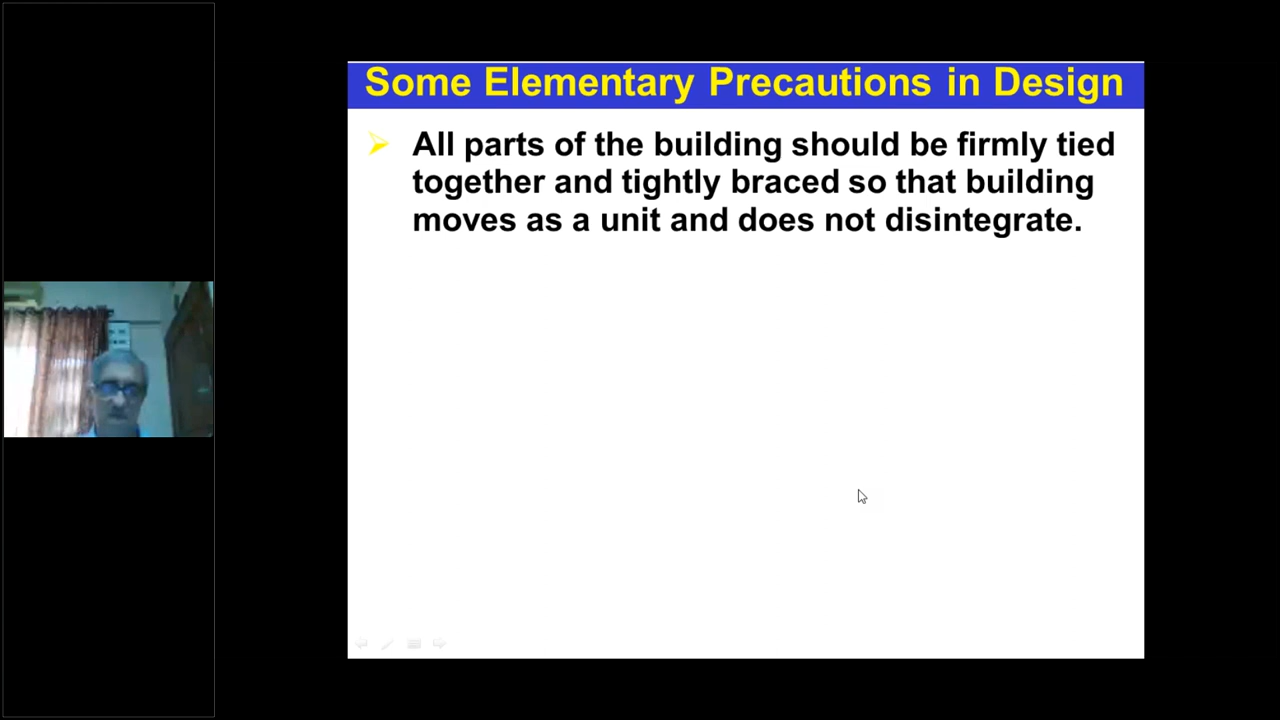 Some Elementary Precautions in Design
All parts of the building should be firmly tied
together and tightly braced so that building
moves as a unit and does not disintegrate.